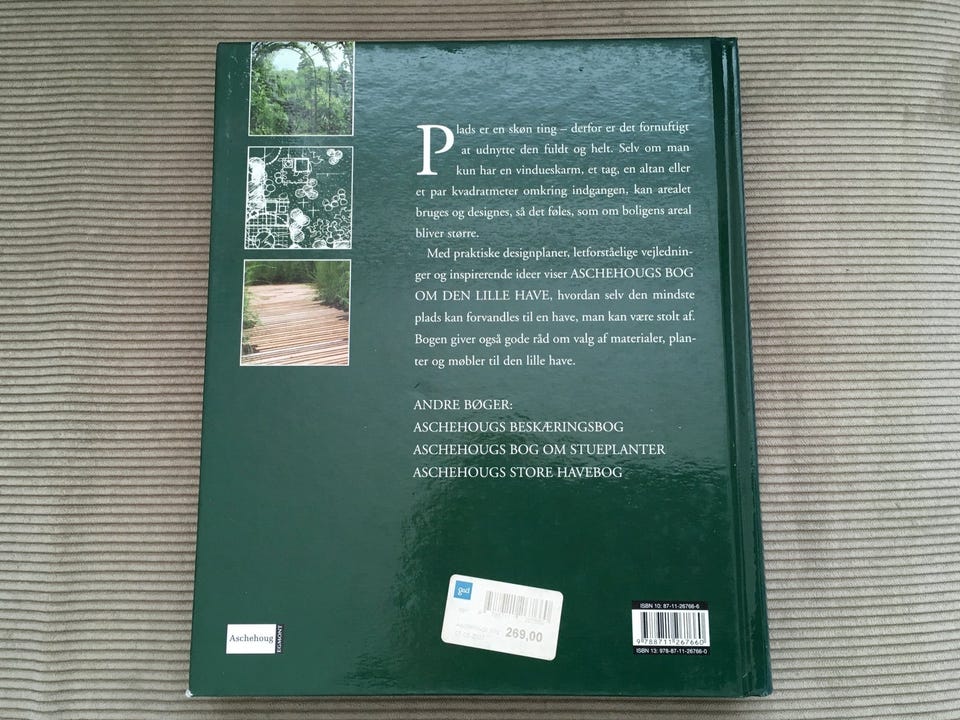 Plads er en skøn ting – derfor er det fornuftigt
at udnytte den fuldt og helt. Selv om man
kun har en vindueskarm, et tag, en altan eller
et par kvadratmeter omkring indgangen, kan arealet
bruges og designes, så det føles, som om boligens areal
bliver større.
Med praktiske designplaner, letforståelige vejlednin-
ger og inspirerende ideer viser ASCHEHOUGS BOG
OM DEN LILLE HAVE, hvordan selv den mindste
plads kan forvandles til en have, man kan være stolt af.
Bogen giver også gode råd om valg af materialer, plan-
ter og møbler til den lille have.
ANDRE BØGER:
ASCHEHOUGS BESKÆRINGSBOG
ASCHEHOUGS BOG OM STUEPLANTER
ASCHEHOUGS STORE HAVEBOG
gad
269,00
Aschehoug
EGMONT
ISBN 10: 87-11-26766-6
9 788711 267660
ISBN 13: 978-87-11-26766-0